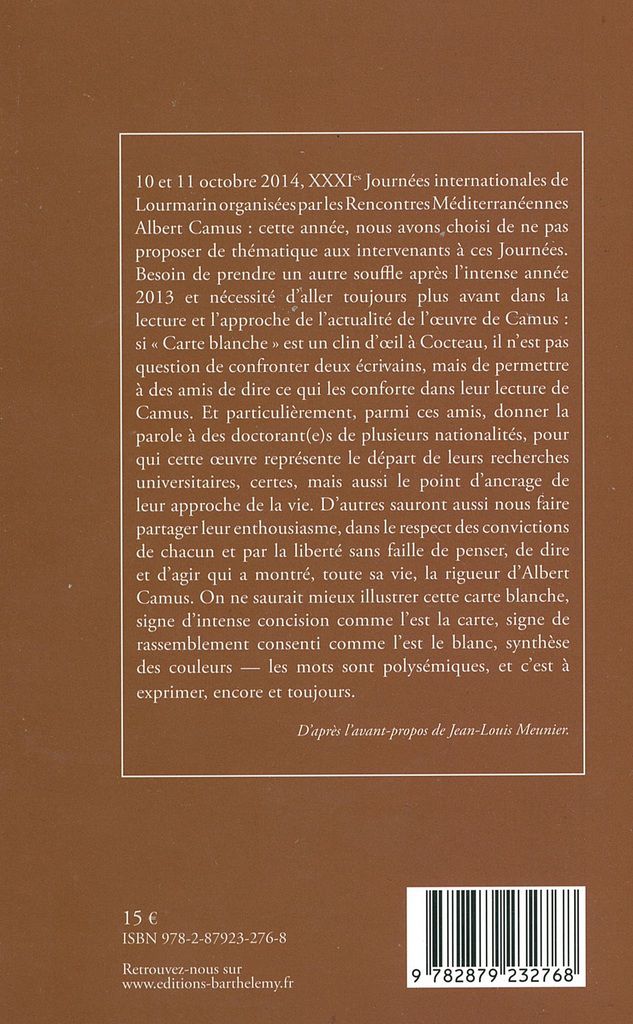 10 et 11 octobre 2014, XXXIes Journées internationales de
Lourmarin organisées par les Rencontres Méditerranéennes
Albert Camus : cette année, nous avons choisi de ne pas
proposer de thématique aux intervenants à ces Journées.
Besoin de prendre un autre souffle après l'intense année
2013 et nécessité d'aller toujours plus avant dans la
lecture et l'approche de l'actualité de l'œuvre de Camus :
si « Carte blanche » est un clin d'œil à Cocteau, il n'est pas
question de confronter deux écrivains, mais de permettre
à des amis de dire ce qui les conforte dans leur lecture de
Camus. Et particulièrement, parmi ces amis, donner la
parole à des doctorant(e)s de plusieurs nationalités, pour
qui cette œuvre représente le départ de leurs recherches
universitaires, certes, mais aussi le point d'ancrage de
leur approche de la vie. D'autres sauront aussi nous faire
partager leur enthousiasme, dans le respect des convictions
de chacun et par la liberté sans faille de penser, de dire
et d'agir qui a montré, toute sa vie, la rigueur d'Albert
Camus. On ne saurait mieux illustrer cette carte blanche,
signe d'intense concision comme l'est la carte, signe de
rassemblement consenti comme l'est le blanc, synthèse
des couleurs — les mots sont polysémiques, et c'est à
exprimer, encore et toujours.
D'après l'avant-propos de Jean-Louis Meunier.
15 €
ISBN 978-2-87923-276-8
Retrouvez-nous sur
www.editions-barthelemy.fr
9 782879 232768